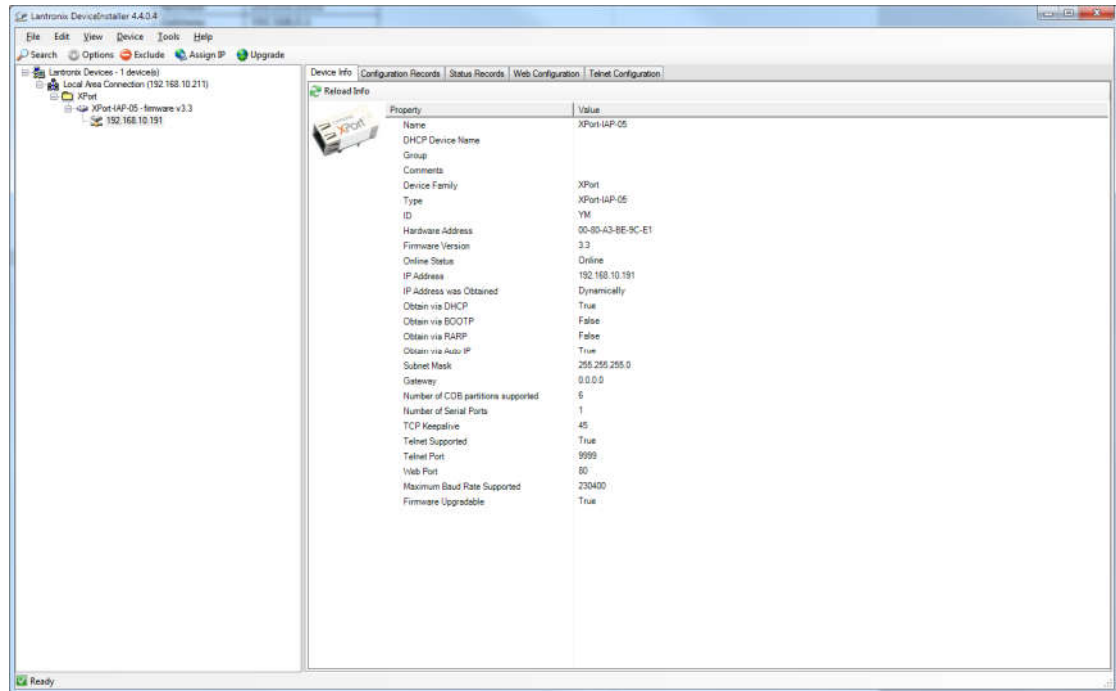 Lantronix DeviceInstaller 4.4.0.4
File Edit View Device Tools Help
Search Options Exclude Assign IP Upgrade
Lantronix Devices - 1 device(s)
Local Area Connection (192.168.10.211)
XPort
XPort-IAP-05 - firmware v3.3
192.168.10.191
Device Info Configuration Records Status Records Web Configuration Telnet Configuration
Reload Info
XPort
Property Value
Name XPort-IAP-05
DHCP Device Name
Group
Comments
Device Family XPort
Type XPort-IAP-05
ID YM
Hardware Address 00-80-A3-BE-9C-E1
Firmware Version 3.3
Online Status Online
IP Address 192.168.10.191
IP Address was Obtained Dynamically
Obtain via DHCP True
Obtain via BOOTP False
Obtain via RARP False
Obtain via Auto IP True
Subnet Mask 255.255.255.0
Gateway 0.0.0.0
Number of COB partitions supported 6
Number of Serial Ports 1
TCP Keepalive 45
Telnet Supported True
Telnet Port 9999
Web Port 80
Maximum Baud Rate Supported 230400
Firmware Upgradable True
Ready